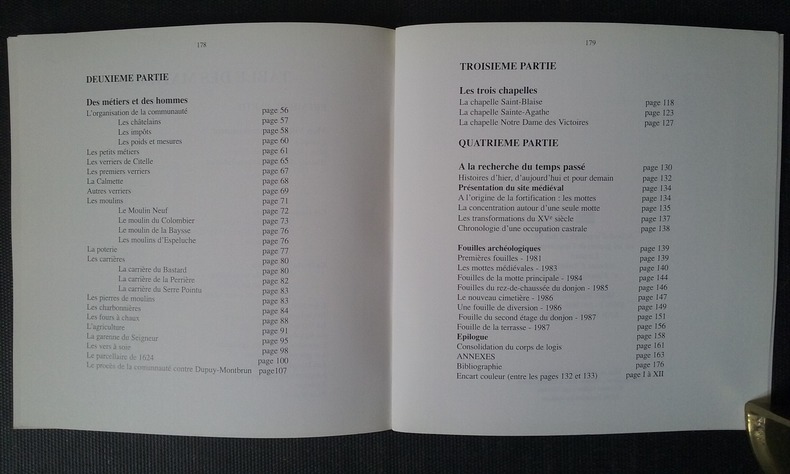 178
DEUXIEME PARTIE
Des métiers et des hommes
L'organisation de la communauté page 56
Les châtelains page 57
Les impôts page 58
Les poids et mesures page 60
Les petits métiers page 61
Les verriers de Citelle page 65
Les premiers verriers page 67
La Calmette page 68
Autres verriers page 69
Les moulins page 71
Le Moulin Neuf page 72
Le moulin du Colombier page 73
Le moulin de la Baysse page 76
Les moulins d'Espeluche page 76
La poterie page 77
Les carrières page 80
La carrière du Bastard page 80
La carrière de la Perrière page 82
La carrière du Serre Pointu page 83
Les pierres de moulins page 83
Les charbonnières page 84
Les fours à chaux page 88
L'agriculture page 91
La garenne de Seigneur page 95
Les vers à soie page 98
Le parcellaire de 1624 page 100
Le procès de la communauté contre Dupuy-Montbrun page107
179
TROISIEME PARTIE
Les trois chapelles
La chapelle Saint-Blaise page 118
La chapelle Sainte-Agathe page 123
La chapelle Notre Dame des Victoires page 127
QUATRIEME PARTIE
A la recherche du temps passé page 130
Histoires d'hier, d'aujourd'hui et pour demain page 132
Présentation du site médiéval page 134
A l'origine de la fortification : les mottes page 134
La concentration autour d'une seule motte page 135
Les transformations du XVe siècle page 137
Chronologie d'une occupation castrale page 138
Fouilles archéologiques page 139
Premières fouilles - 1981 page 139
Les mottes médiévales - 1983 page 140
Fouilles de la motte principale - 1984 page 144
Fouilles du rez-de-chaussée du donjon - 1985 page 146
Le nouveau cimetière - 1986 page 147
Une fouille de diversion - 1986 page 149
Fouille du second étage du donjon - 1987 page 151
Fouille de la terrasse - 1987 page 156
Epilogue page 158
Consolidation du corps de logis page 161
ANNEXES page 163
Bibliographie page 176
Encart couleur (entre les pages 132 et 133) page I à XII